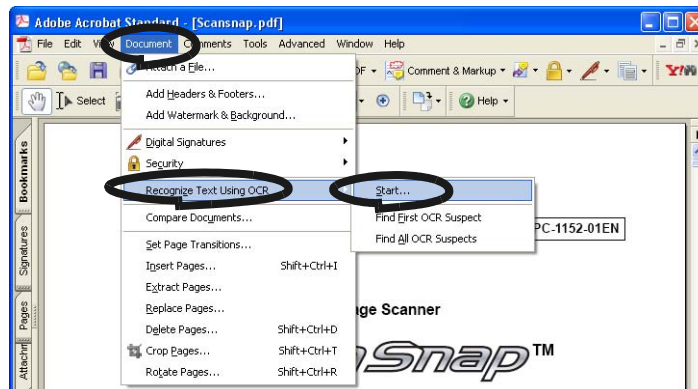 Adobe Acrobat Standard - [Scansnap.pdf]
File Edit View Document Comments Tools Advanced Window Help
Attach a File...
Comment & Markup
Y!
Select
Help
Add Headers & Footers...
Add Watermark & Background...
Digital Signatures
Security
Recognize Text Using OCR
Start...
Find First OCR Suspect
Find All OCR Suspects
Compare Documents...
Set Page Transitions...
Insert Pages... Shift+Ctrl+I
Extract Pages...
Replace Pages...
Delete Pages... Shift+Ctrl+D
Crop Pages... Shift+Ctrl+T
Rotate Pages... Shift+Ctrl+R
Bookmarks
Signatures
Pages
PC-1152-01EN
Scanner
Snap™